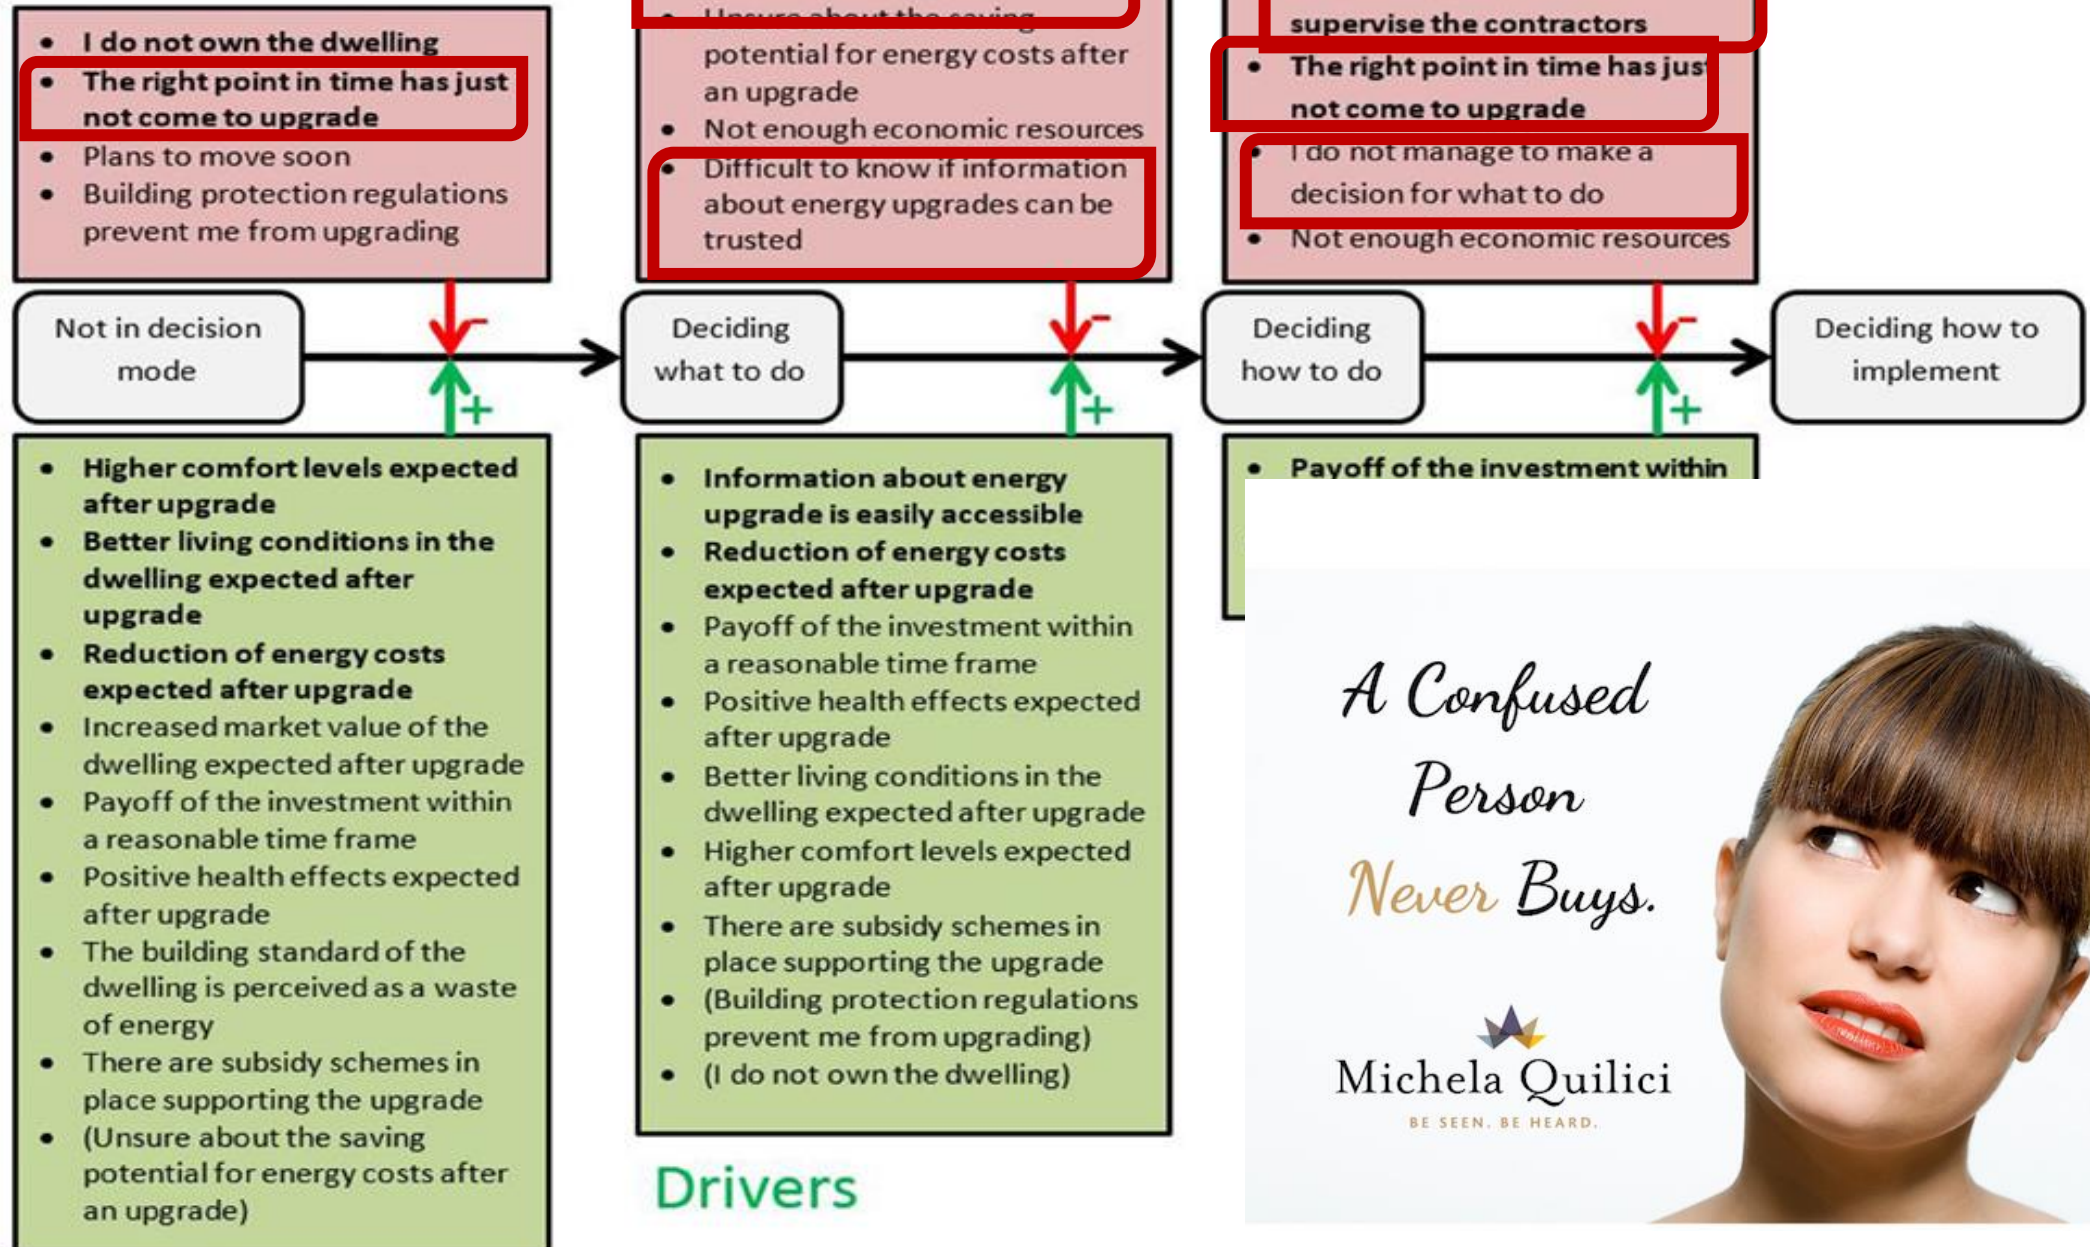 • I do not own the dwelling
• The right point in time has just
not come to upgrade
• Plans to move soon
• Building protection regulations
prevent me from upgrading
• Unsure about the saving
potential for energy costs after
an upgrade
• Not enough economic resources
• Difficult to know if information
about energy upgrades can be
trusted
supervise the contractors
• The right point in time has just
not come to upgrade
• I do not manage to make a
decision for what to do
• Not enough economic resources
Not in decision
mode
-
+
Deciding
what to do
-
+
Deciding
how to do
-
+
Deciding how to
implement
• Higher comfort levels expected
after upgrade
• Better living conditions in the
dwelling expected after
upgrade
• Reduction of energy costs
expected after upgrade
• Increased market value of the
dwelling expected after upgrade
• Payoff of the investment within
a reasonable time frame
• Positive health effects expected
after upgrade
• The building standard of the
dwelling is perceived as a waste
of energy
• There are subsidy schemes in
place supporting the upgrade
• (Unsure about the saving
potential for energy costs after
an upgrade)
• Information about energy
upgrade is easily accessible
• Reduction of energy costs
expected after upgrade
• Payoff of the investment within
a reasonable time frame
• Positive health effects expected
after upgrade
• Better living conditions in the
dwelling expected after upgrade
• Higher comfort levels expected
after upgrade
• There are subsidy schemes in
place supporting the upgrade
• (Building protection regulations
prevent me from upgrading)
• (I do not own the dwelling)
Drivers
• Payoff of the investment within
A Confused
Person
Never Buys.
Michela Quilici
BE SEEN. BE HEARD.